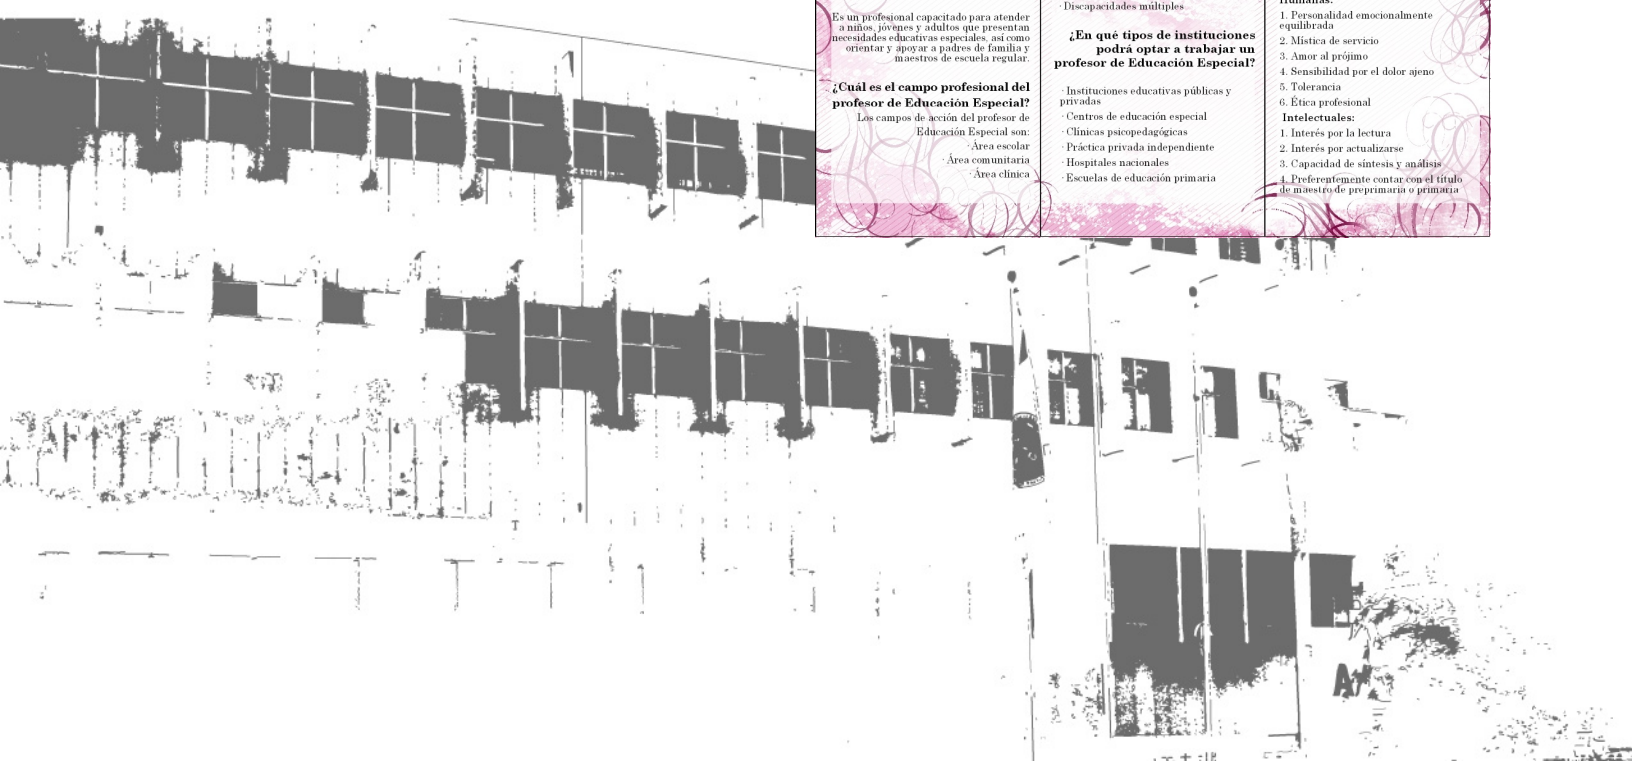 Es un profesional capacitado para atender
a niños, jóvenes y adultos que presentan
necesidades educativas especiales, así como
orientar y apoyar a padres de familia y
maestros de escuela regular.
¿Cuál es el campo profesional del
profesor de Educación Especial?
Los campos de acción del profesor de
Educación Especial son:
· Área escolar
· Área comunitaria
· Área clínica
· Discapacidades múltiples
¿En qué tipos de instituciones
podrá optar a trabajar un
profesor de Educación Especial?
· Instituciones educativas públicas y
privadas
· Centros de educación especial
· Clínicas psicopedagógicas
· Práctica privada independiente
· Hospitales nacionales
· Escuelas de educación primaria
Humanas:
1. Personalidad emocionalmente
equilibrada
2. Mística de servicio
3. Amor al prójimo
4. Sensibilidad por el dolor ajeno
5. Tolerancia
6. Ética profesional
Intelectuales:
1. Interés por la lectura
2. Interés por actualizarse
3. Capacidad de síntesis y análisis
4. Preferentemente contar con el título
de maestro de preprimaria o primaria